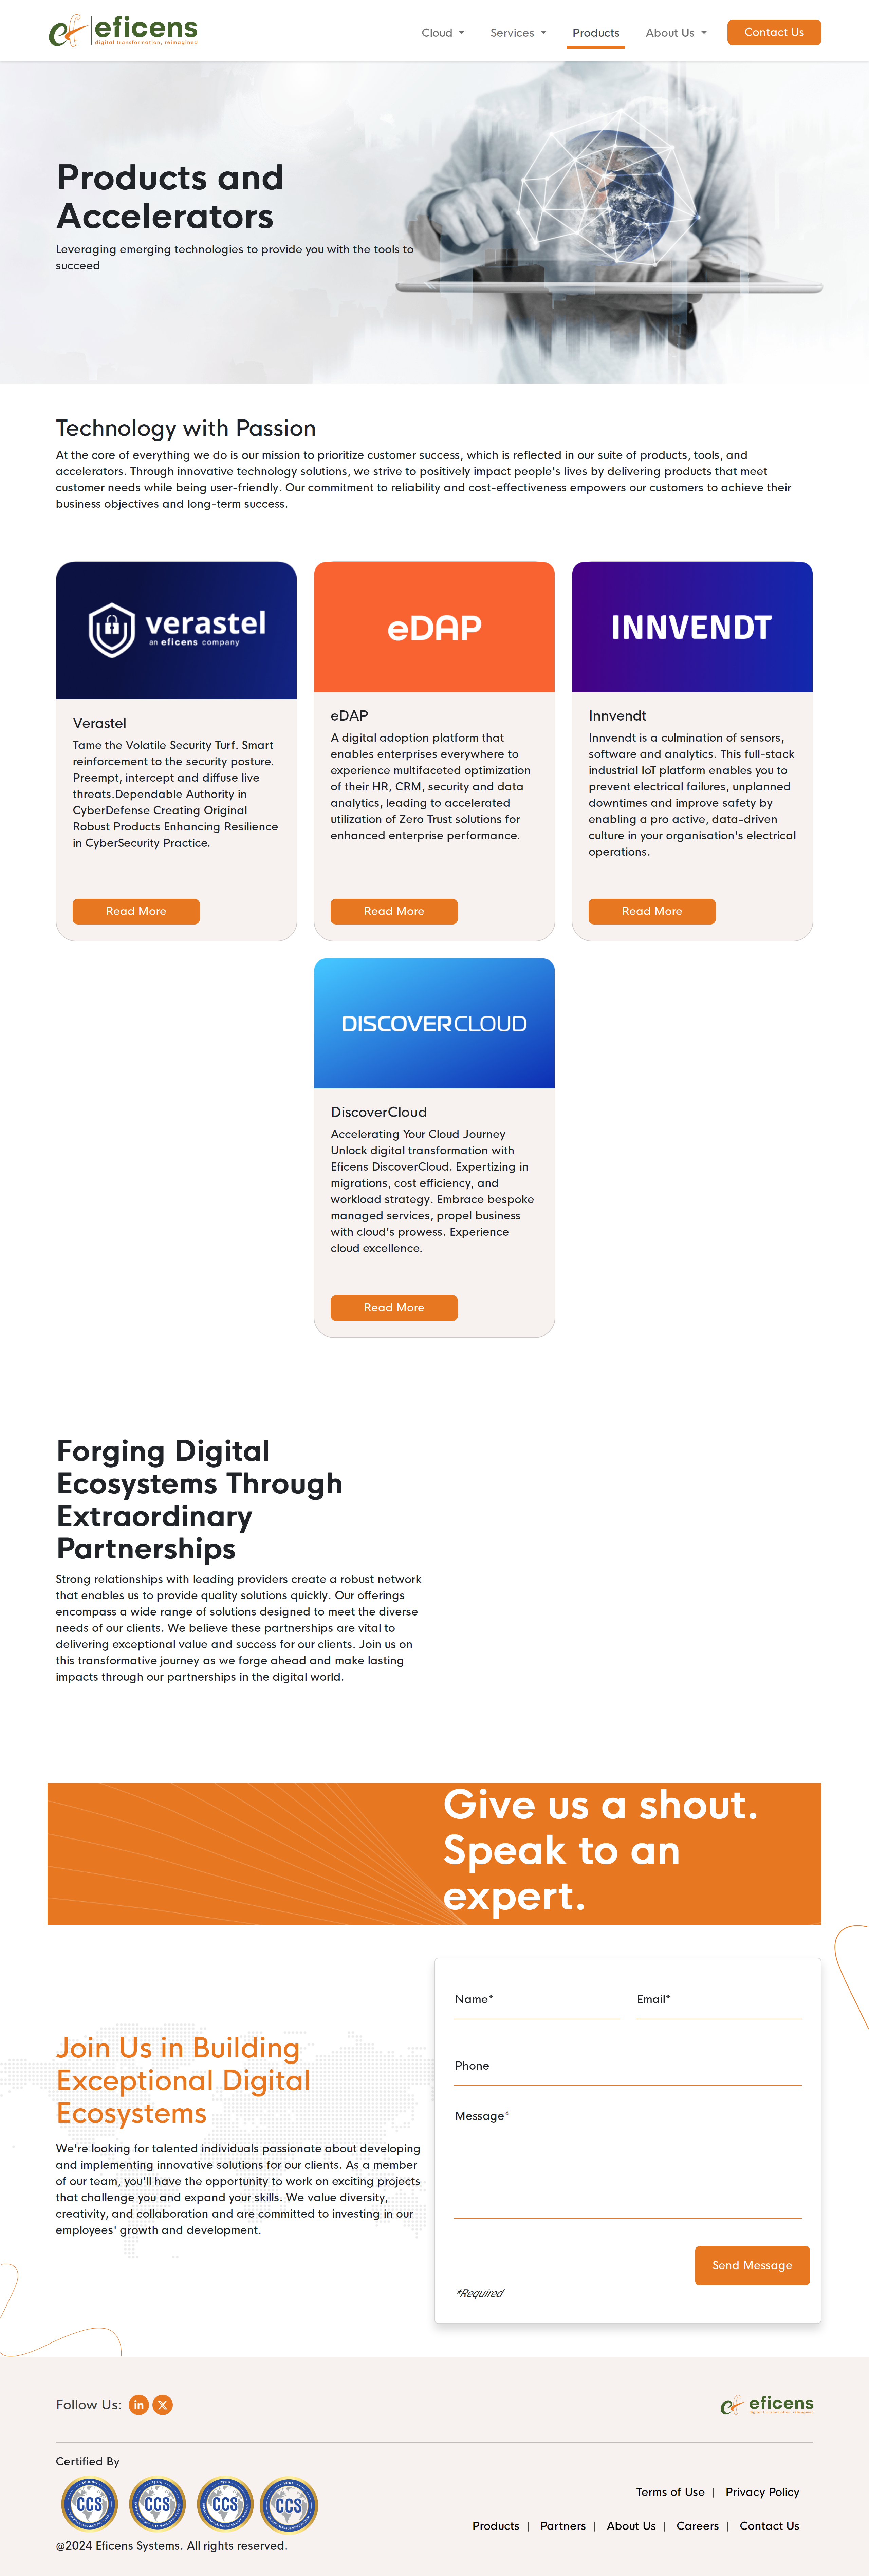 eficens
digital transformation, reimagined
Cloud
Services
Products
About Us
Contact Us
Products and
Accelerators
Leveraging emerging technologies to provide you with the tools to
succeed
Technology with Passion
At the core of everything we do is our mission to prioritize customer success, which is reflected in our suite of products, tools, and
accelerators. Through innovative technology solutions, we strive to positively impact people's lives by delivering products that meet
customer needs while being user-friendly. Our commitment to reliability and cost-effectiveness empowers our customers to achieve their
business objectives and long-term success.
verastel
an eficens company
Verastel
Tame the Volatile Security Turf. Smart
reinforcement to the security posture.
Preempt, intercept and diffuse live
threats.Dependable Authority in
CyberDefense Creating Original
Robust Products Enhancing Resilience
in CyberSecurity Practice.
Read More
eDAP
eDAP
A digital adoption platform that
enables enterprises everywhere to
experience multifaceted optimization
of their HR, CRM, security and data
analytics, leading to accelerated
utilization of Zero Trust solutions for
enhanced enterprise performance.
Read More
INNVENDT
Innvendt
Innvendt is a culmination of sensors,
software and analytics. This full-stack
industrial IoT platform enables you to
prevent electrical failures, unplanned
downtimes and improve safety by
enabling a pro active, data-driven
culture in your organisation's electrical
operations.
Read More
DISCOVERCLOUD
DiscoverCloud
Accelerating Your Cloud Journey
Unlock digital transformation with
Eficens DiscoverCloud. Expertizing in
migrations, cost efficiency, and
workload strategy. Embrace bespoke
managed services, propel business
with cloud's prowess. Experience
cloud excellence.
Read More
Forging Digital
Ecosystems Through
Extraordinary
Partnerships
Strong relationships with leading providers create a robust network
that enables us to provide quality solutions quickly. Our offerings
encompass a wide range of solutions designed to meet the diverse
needs of our clients. We believe these partnerships are vital to
delivering exceptional value and success for our clients. Join us on
this transformative journey as we forge ahead and make lasting
impacts through our partnerships in the digital world.
Give us a shout.
Speak to an
expert.
Join Us in Building
Exceptional Digital
Ecosystems
We're looking for talented individuals passionate about developing
and implementing innovative solutions for our clients. As a member
of our team, you'll have the opportunity to work on exciting projects
that challenge you and expand your skills. We value diversity,
creativity, and collaboration and are committed to investing in our
employees' growth and development.
Name*
Email*
Phone
Message*
Send Message
*Required
Follow Us:
in
X
eficens
digital transformation, reimagined
Certified By
CCS
CCS
CCS
CCS
@2024 Eficens Systems. All rights reserved.
Terms of Use | Privacy Policy
Products | Partners | About Us | Careers | Contact Us